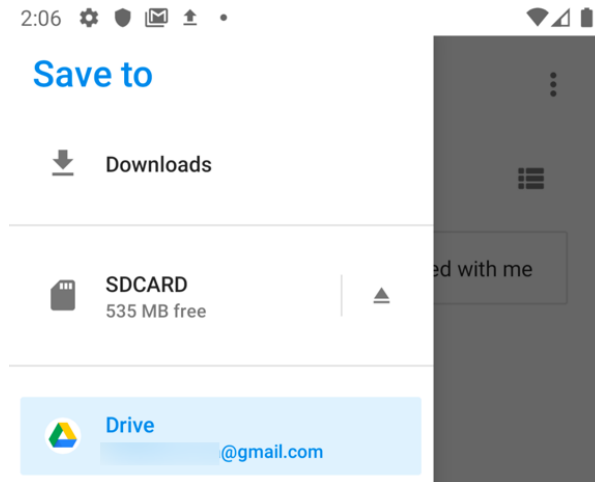 2:06
Save to
Downloads
SDCARD
535 MB free
ed with me
Drive
@gmail.com